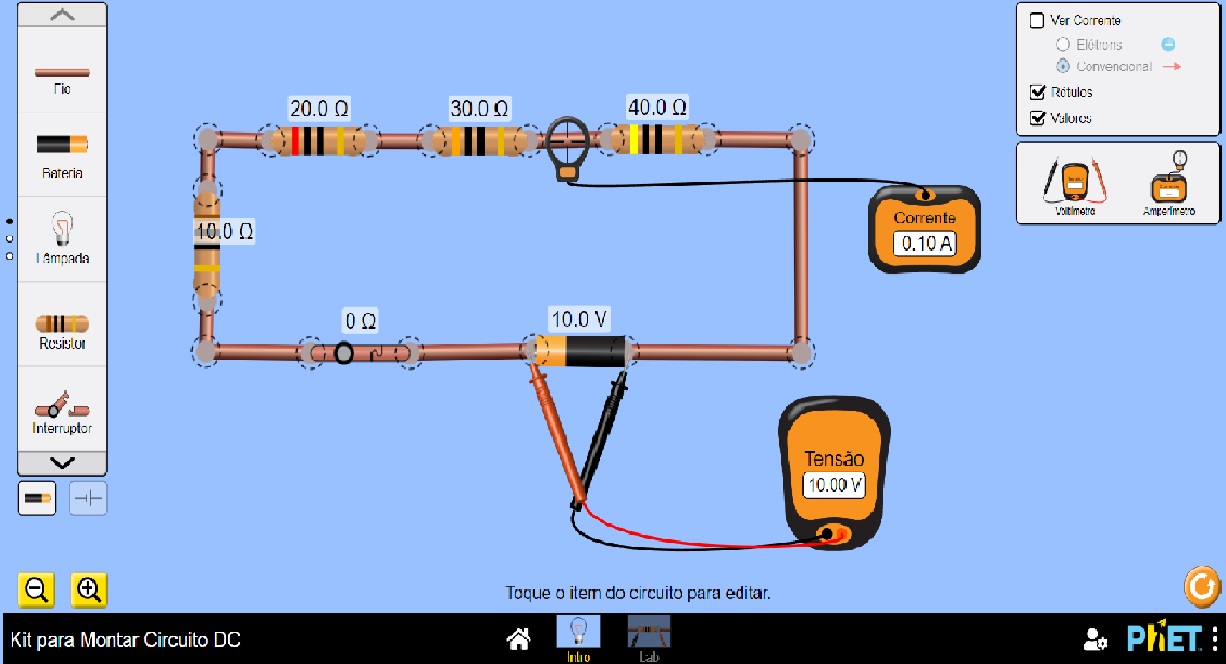 Fio
Bateria
Lâmpada
Resistor
Interruptor
20.0 Ω
30.0 Ω
40.0 Ω
10.0 Ω
0 Ω
10.0 V
Corrente
0.10 A
Tensão
10.00 V
Ver Corrente
Elétrons
Convencional
Rótulos
Valores
Voltímetro
Amperímetro
Toque o item do circuito para editar.
Kit para Montar Circuito DC
Intro
Lab
PhET